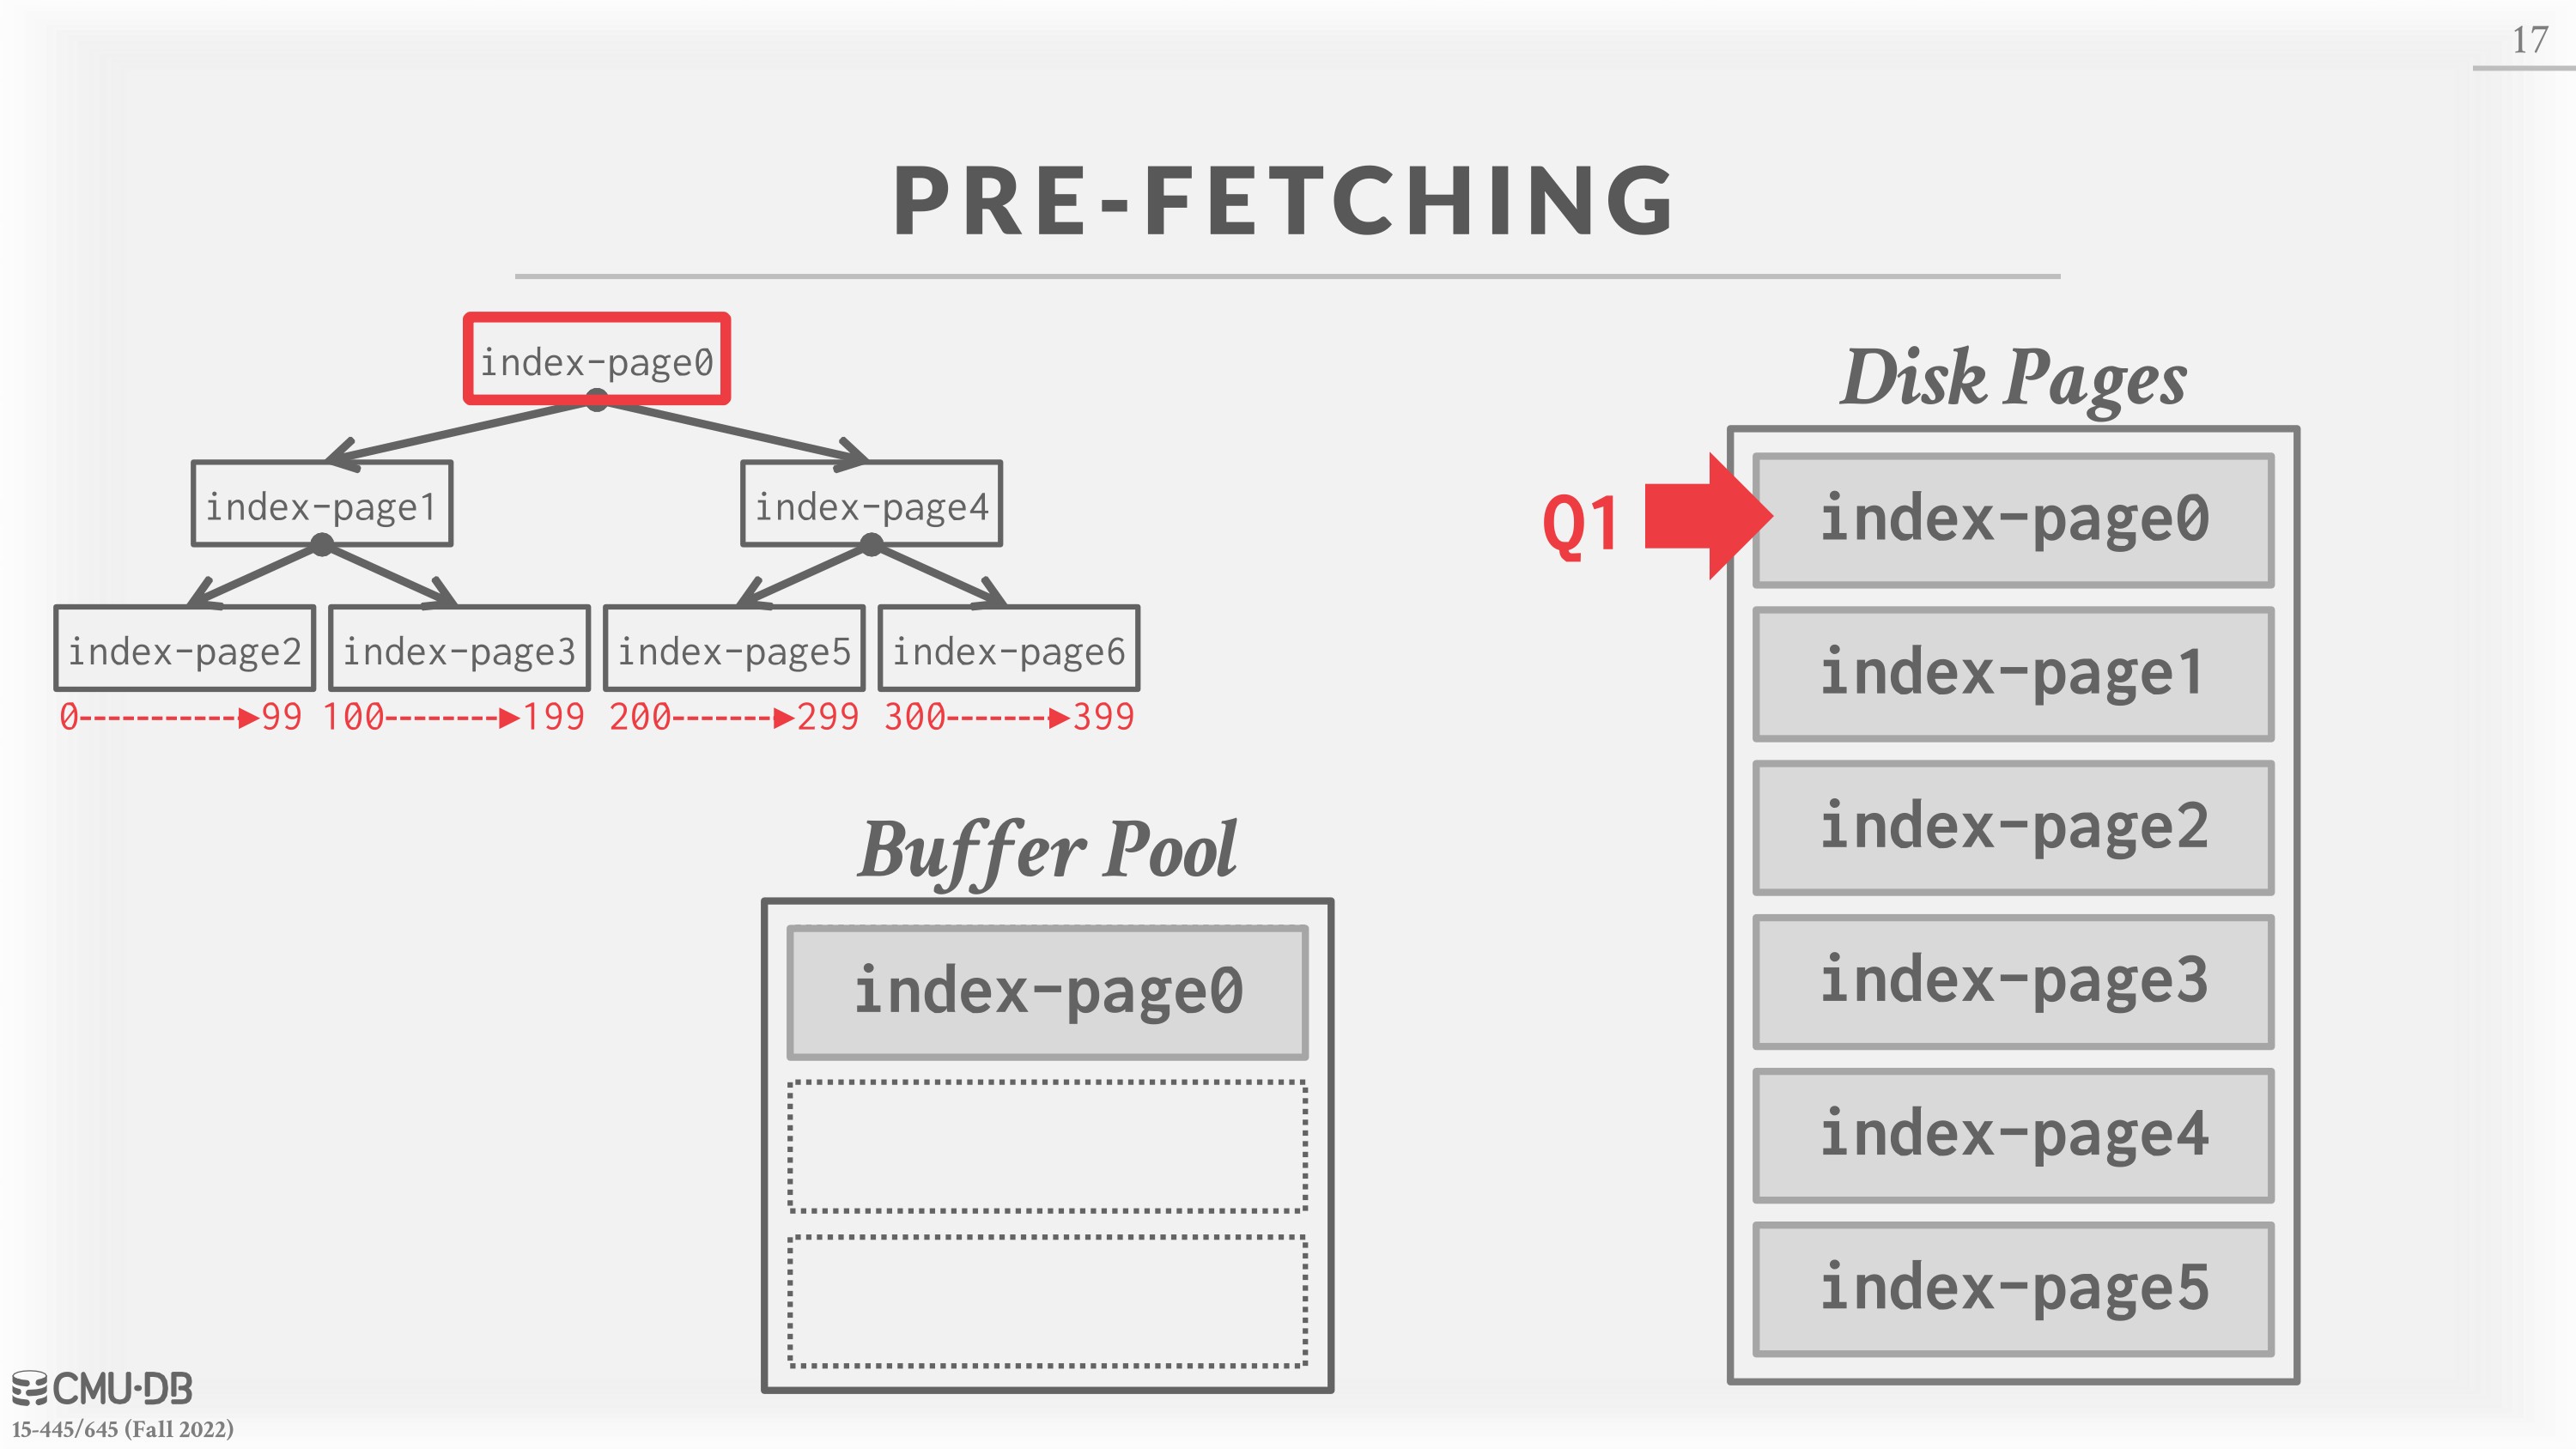 17
PRE-FETCHING
index-page0
index-page1
index-page4
index-page2
index-page3
index-page5
index-page6
0
99
100
199
200
299
300
399
Disk Pages
Q1
index-page0
index-page1
index-page2
index-page3
index-page4
index-page5
Buffer Pool
index-page0
CMU·DB
15-445/645 (Fall 2022)